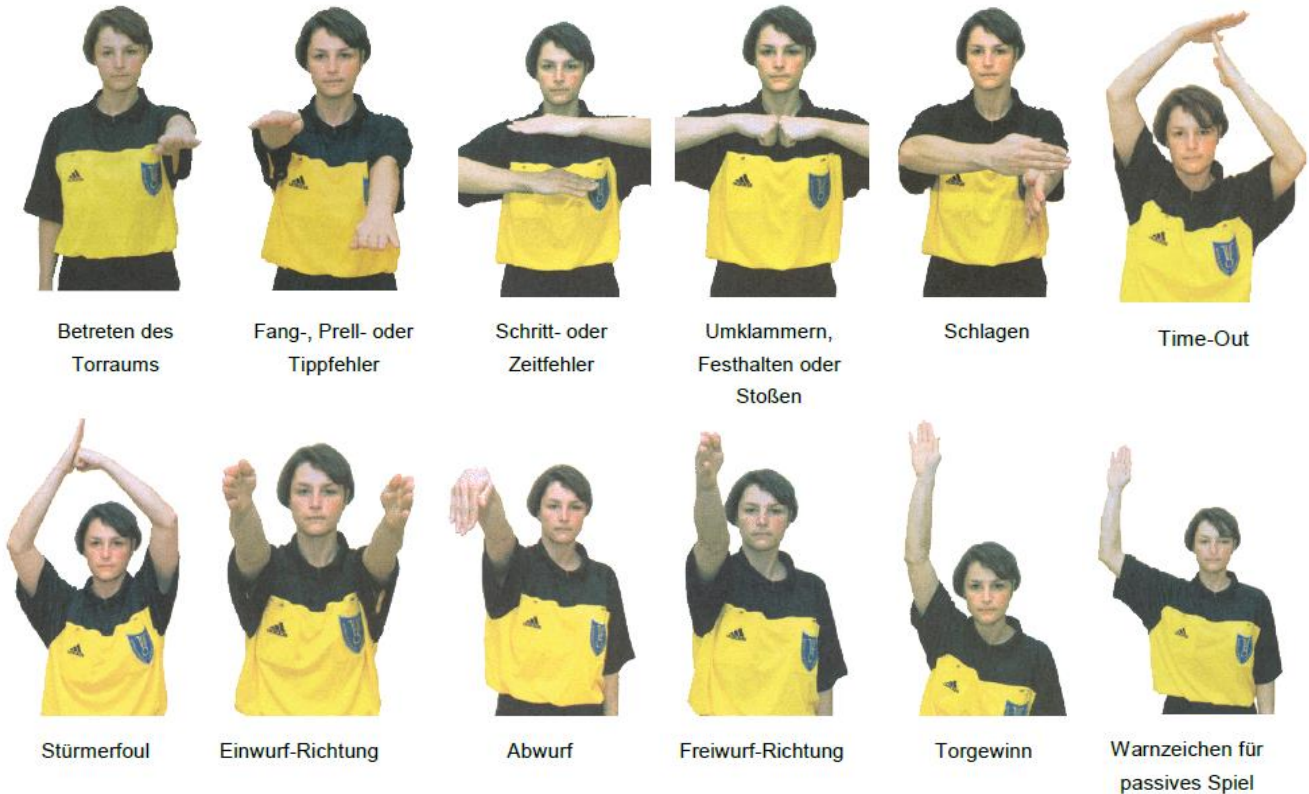 Betreten des
Torraums
Fang-, Prell- oder
Tippfehler
Schritt- oder
Zeitfehler
Umklammern,
Festhalten oder
Stoßen
Schlagen
Time-Out
Stürmerfoul
Einwurf-Richtung
Abwurf
Freiwurf-Richtung
Torgewinn
Warnzeichen für
passives Spiel